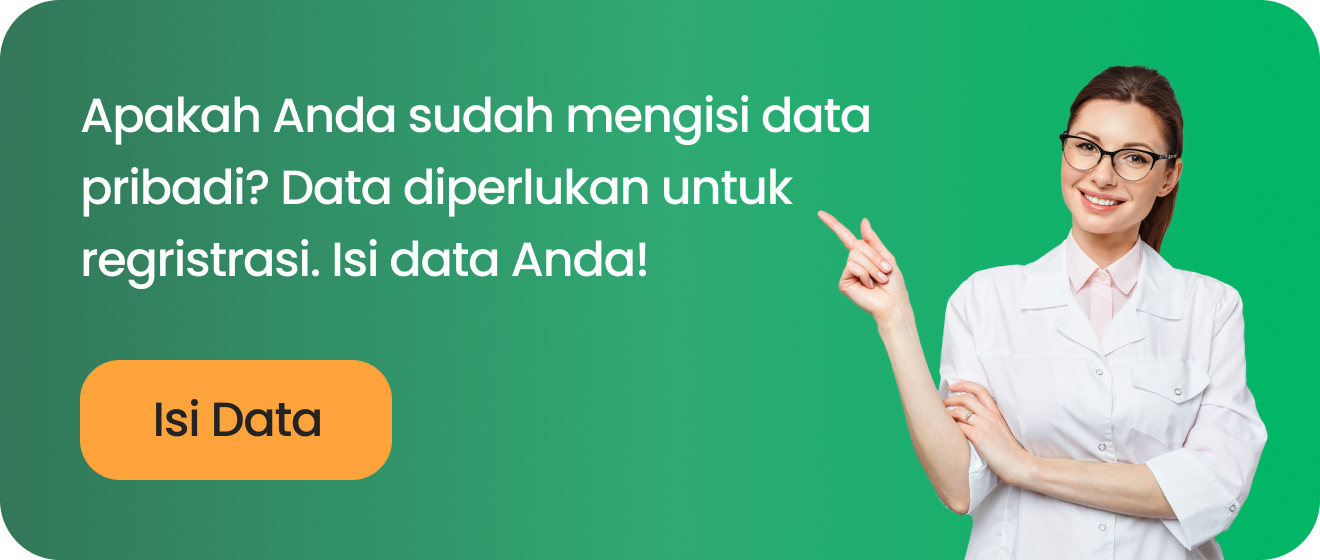 Apakah Anda sudah mengisi data
pribadi? Data diperlukan untuk
regristrasi. Isi data Anda!
Isi Data